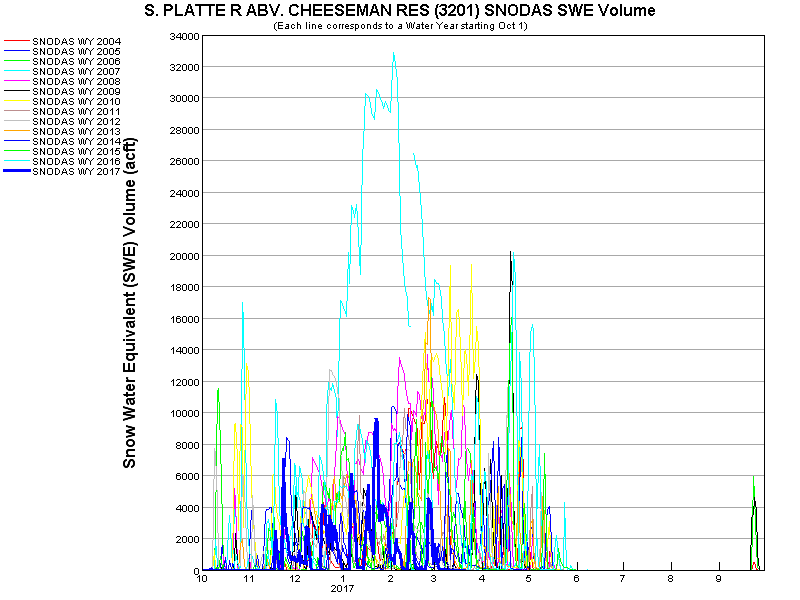 S. PLATTE R ABV. CHEESEMAN RES (3201) SNODAS SWE Volume
(Each line corresponds to a Water Year starting Oct 1)
SNODAS WY 2004
SNODAS WY 2005
SNODAS WY 2006
SNODAS WY 2007
SNODAS WY 2008
SNODAS WY 2009
SNODAS WY 2010
SNODAS WY 2011
SNODAS WY 2012
SNODAS WY 2013
SNODAS WY 2014
SNODAS WY 2015
SNODAS WY 2016
SNODAS WY 2017
Snow Water Equivalent (SWE) Volume (acft)
34000
32000
30000
28000
26000
24000
22000
20000
18000
16000
14000
12000
10000
8000
6000
4000
2000
0
10 11 12 1 2 3 4 5 6 7 8 9
2017